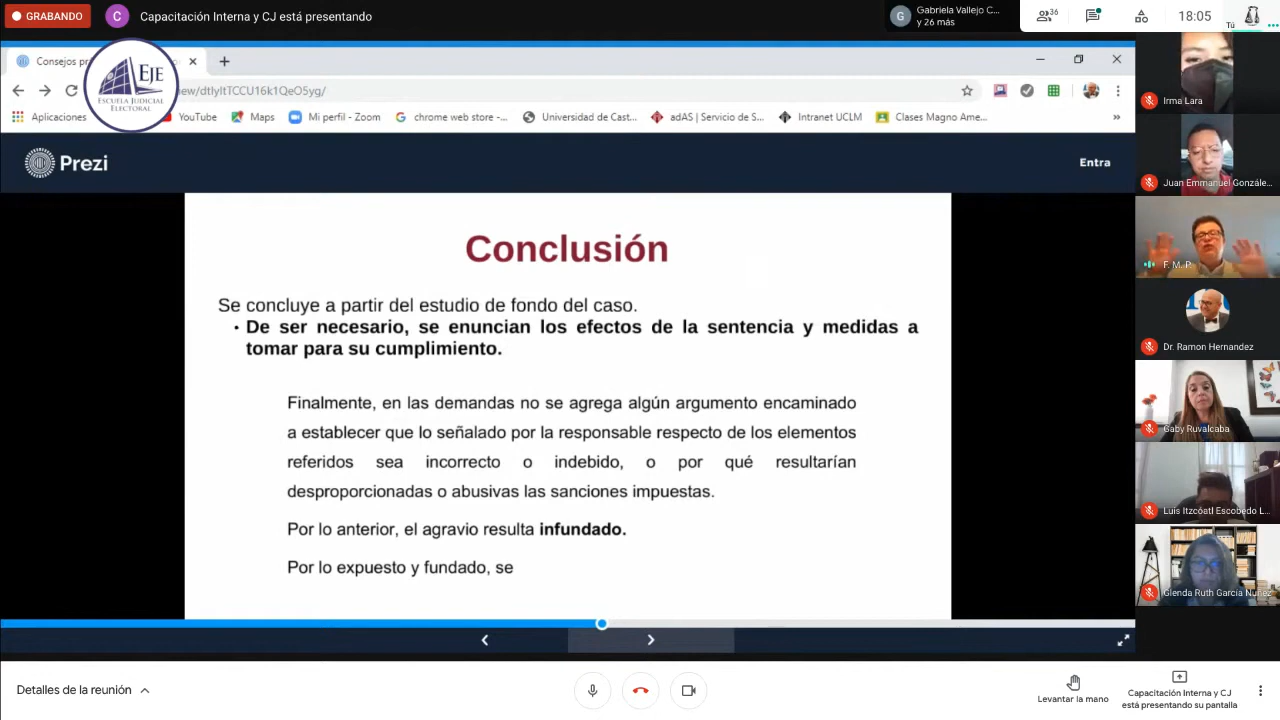 GRABANDO
C
Capacitación Interna y CJ está presentando
G
Gabriela Vallejo C...
y 26 más
36
18:05
Tú
Consejos pr
EJE
ESCUELA JUDICIAL
ELECTORAL
ew/dtlyItTCCU16k1QeO5yg/
Aplicaciones
YouTube
Maps
Mi perfil - Zoom
chrome web store -...
Universidad de Cast...
adAS | Servicio de S...
Intranet UCLM
Clases Magno Ame...
»
Prezi
Entra
Conclusión
Se concluye a partir del estudio de fondo del caso.
• De ser necesario, se enuncian los efectos de la sentencia y medidas a
tomar para su cumplimiento.
Finalmente, en las demandas no se agrega algún argumento encaminado
a establecer que lo señalado por la responsable respecto de los elementos
referidos sea incorrecto o indebido, o por qué resultarían
desproporcionadas o abusivas las sanciones impuestas.
Por lo anterior, el agravio resulta infundado.
Por lo expuesto y fundado, se
Irma Lara
Juan Emmanuel Gonzále...
F. M. P.
Dr. Ramon Hernandez
Gaby Ruvalcaba
Luis Itzcóatl Escobedo L...
Glenda Ruth García Nuñez
Detalles de la reunión
Levantar la mano
Capacitación Interna y CJ
está presentando su pantalla